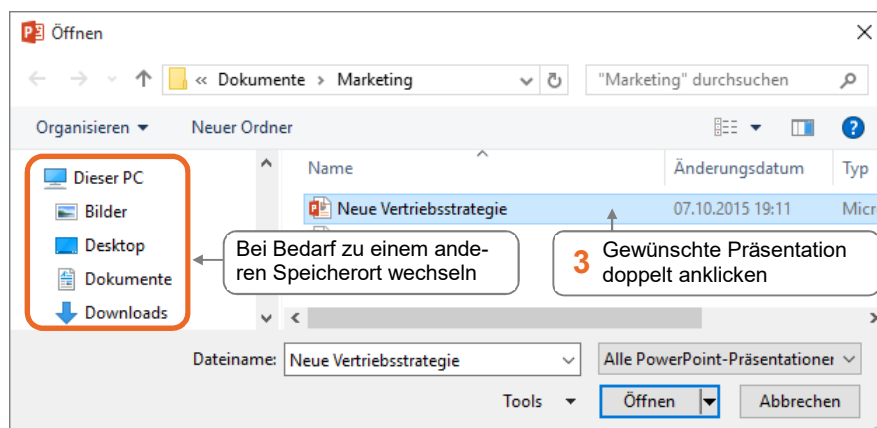 Öffnen
« Dokumente > Marketing
"Marketing" durchsuchen
Organisieren Neuer Ordner
Name Änderungsdatum Typ
Dieser PC
Bilder
Desktop
Dokumente
Downloads
Neue Vertriebsstrategie 07.10.2015 19:11 Micr
Bei Bedarf zu einem ande-
ren Speicherort wechseln
3 Gewünschte Präsentation
doppelt anklicken
Dateiname: Neue Vertriebsstrategie Alle PowerPoint-Präsentationer
Tools Öffnen Abbrechen